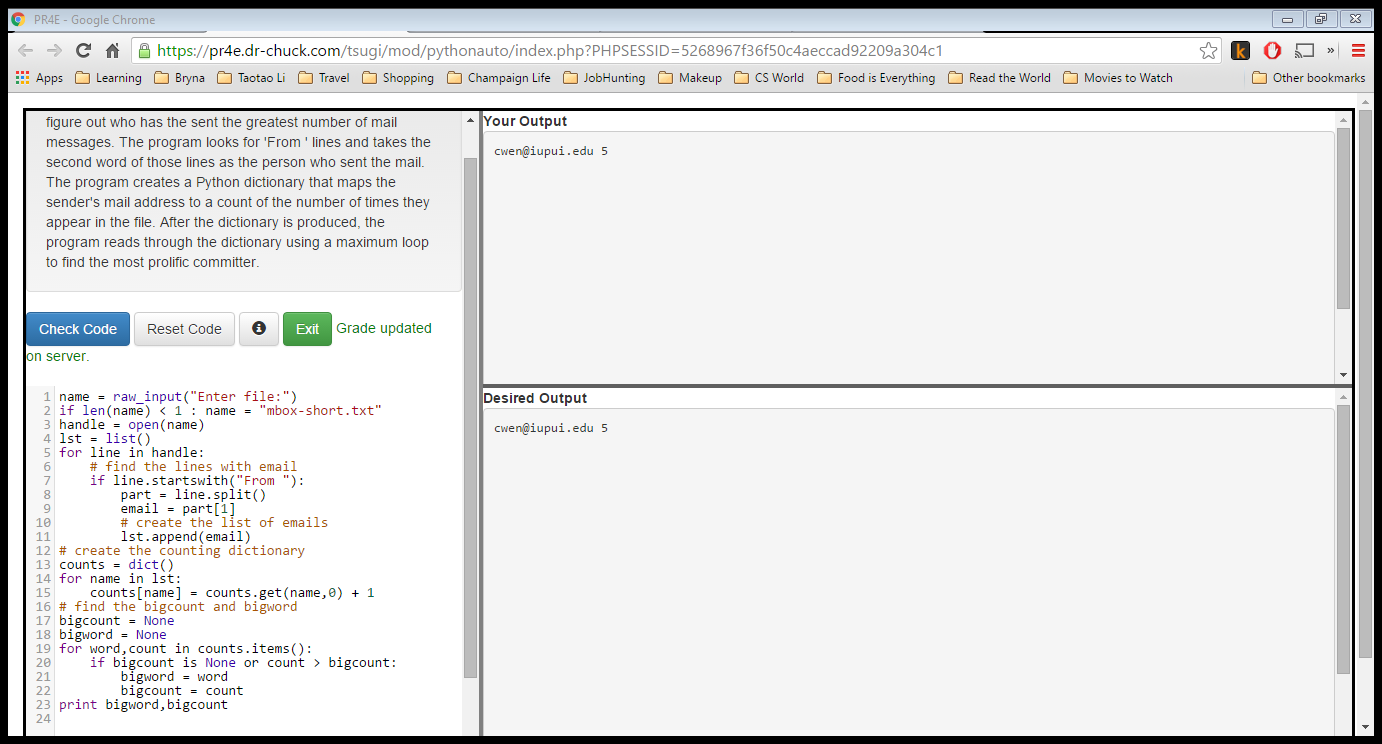 PR4E - Google Chrome
https://pr4e.dr-chuck.com/tsugi/mod/pythonauto/index.php?PHPSESSID=5268967f36f50c4aeccad92209a304c1
k
»
Apps Learning Bryna Taotao Li Travel Shopping Champaign Life JobHunting Makeup CS World Food is Everything Read the World Movies to Watch Other bookmarks
figure out who has the sent the greatest number of mail
messages. The program looks for 'From ' lines and takes the
second word of those lines as the person who sent the mail.
The program creates a Python dictionary that maps the
sender's mail address to a count of the number of times they
appear in the file. After the dictionary is produced, the
program reads through the dictionary using a maximum loop
to find the most prolific committer.
Check Code Reset Code Exit Grade updated
on server.
1 name = raw_input("Enter file:")
2 if len(name) < 1 : name = "mbox-short.txt"
3 handle = open(name)
4 lst = list()
5 for line in handle:
6     # find the lines with email
7     if line.startswith("From "):
8         part = line.split()
9         email = part[1]
10         # create the list of emails
11         lst.append(email)
12 # create the counting dictionary
13 counts = dict()
14 for name in lst:
15     counts[name] = counts.get(name,0) + 1
16 # find the bigcount and bigword
17 bigcount = None
18 bigword = None
19 for word,count in counts.items():
20     if bigcount is None or count > bigcount:
21         bigword = word
22         bigcount = count
23 print bigword,bigcount
24
Your Output
cwen@iupui.edu 5
Desired Output
cwen@iupui.edu 5